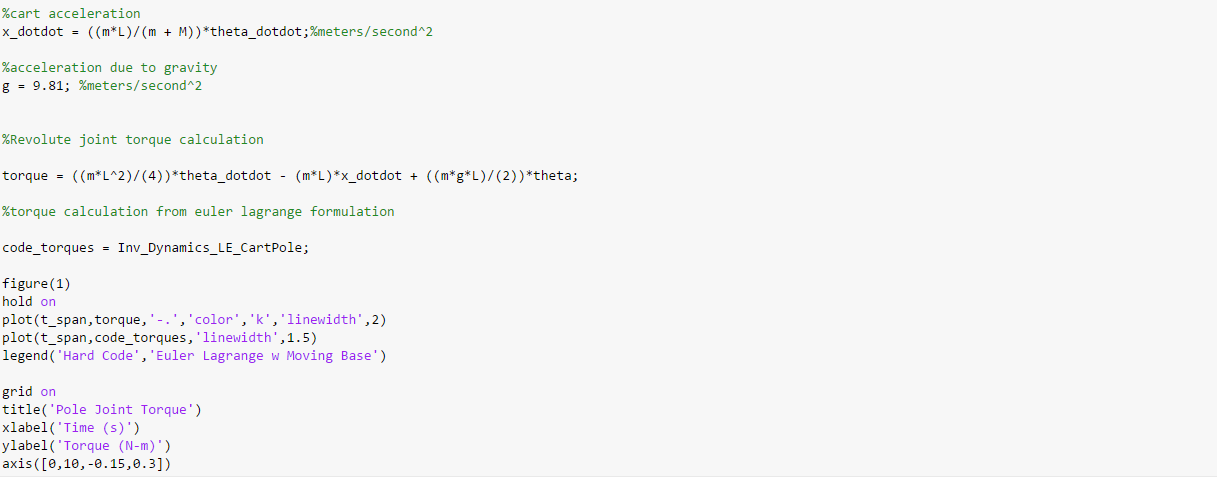 %cart acceleration
x_dotdot = ((m*L)/(m + M))*theta_dotdot;%meters/second^2
%acceleration due to gravity
g = 9.81; %meters/second^2
%Revolute joint torque calculation
torque = ((m*L^2)/(4))*theta_dotdot - (m*L)*x_dotdot + ((m*g*L)/(2))*theta;
%torque calculation from euler lagrange formulation
code_torques = Inv_Dynamics_LE_CartPole;
figure(1)
hold on
plot(t_span,torque,'-.','color','k','linewidth',2)
plot(t_span,code_torques,'linewidth',1.5)
legend('Hard Code','Euler Lagrange w Moving Base')
grid on
title('Pole Joint Torque')
xlabel('Time (s)')
ylabel('Torque (N-m)')
axis([0,10,-0.15,0.3])